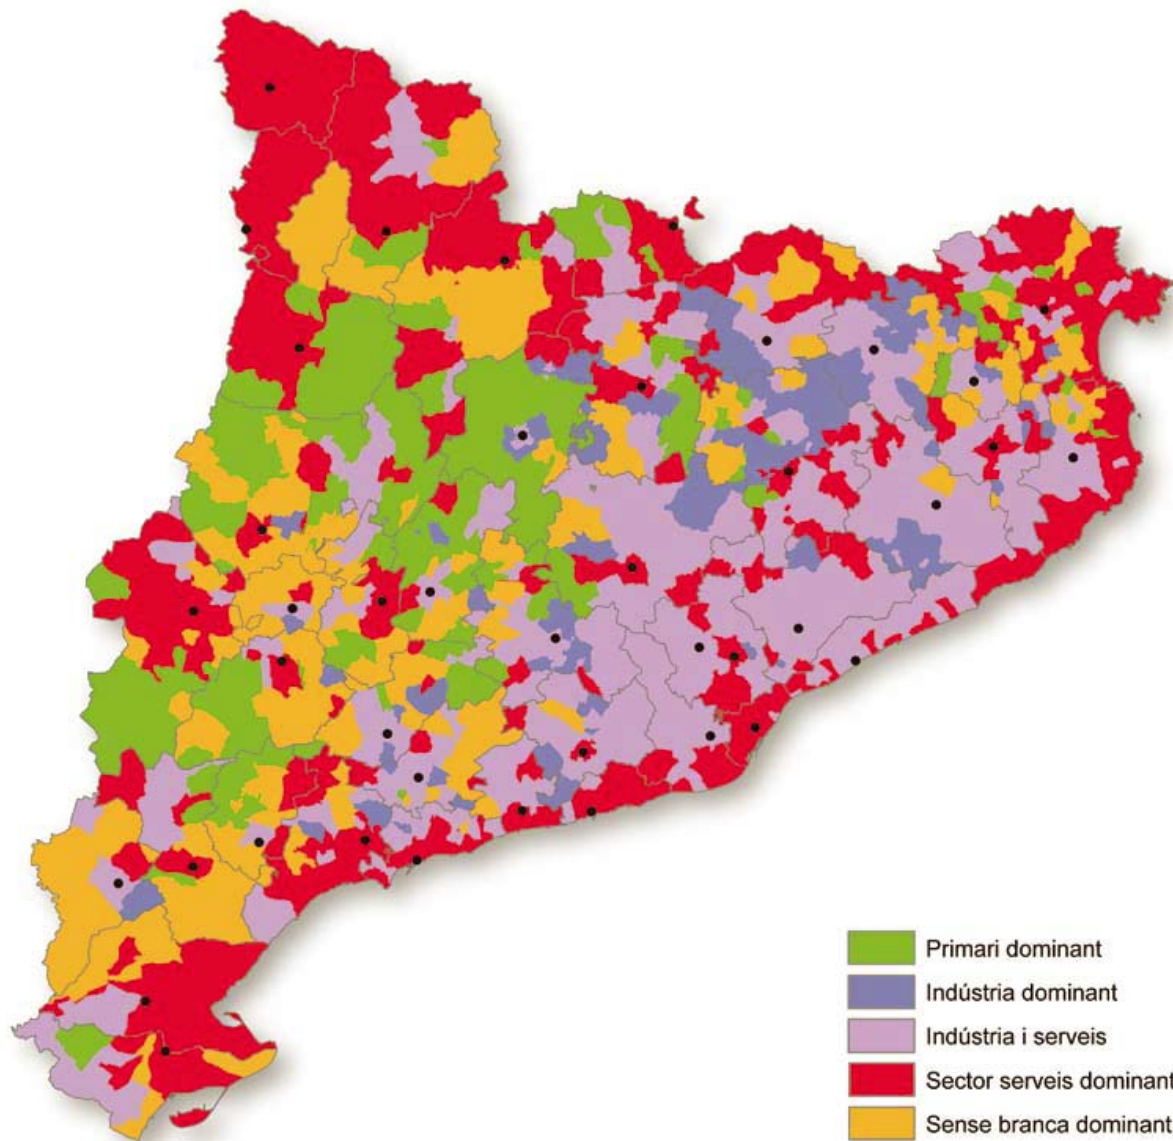 Primari dominant
Indústria dominant
Indústria i serveis
Sector serveis dominant
Sense branca dominant